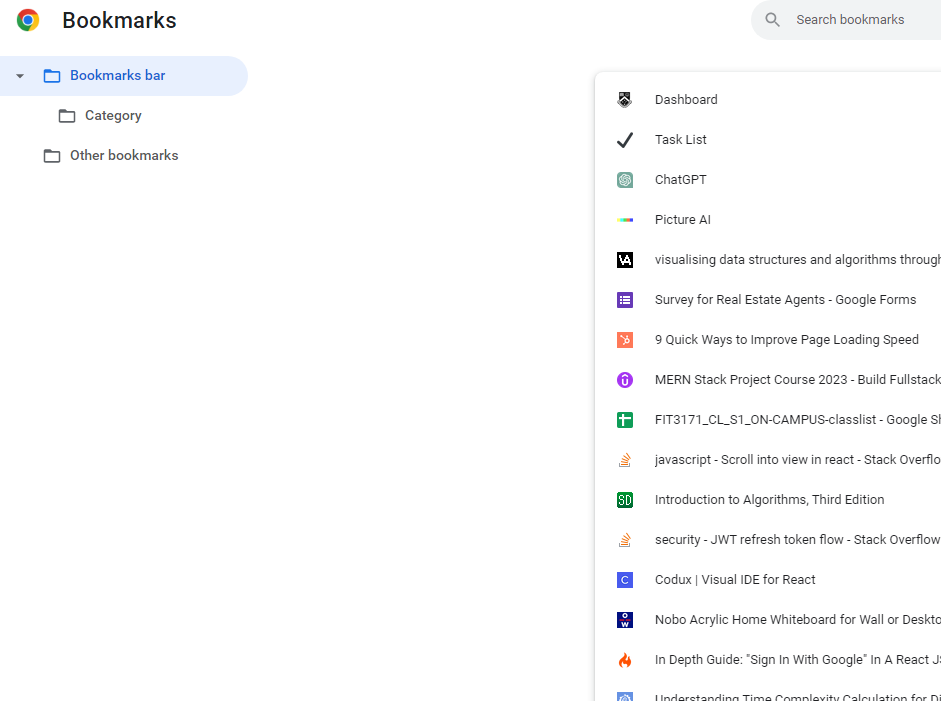 Bookmarks
Search bookmarks
Bookmarks bar
Category
Other bookmarks
Dashboard
Task List
ChatGPT
Picture AI
visualising data structures and algorithms through
Survey for Real Estate Agents - Google Forms
9 Quick Ways to Improve Page Loading Speed
MERN Stack Project Course 2023 - Build Fullstack
FIT3171_CL_S1_ON-CAMPUS-classlist - Google Sh
javascript - Scroll into view in react - Stack Overflo
SD
Introduction to Algorithms, Third Edition
security - JWT refresh token flow - Stack Overflow
C
Codux | Visual IDE for React
O
W
Nobo Acrylic Home Whiteboard for Wall or Deskto
In Depth Guide: "Sign In With Google" In A React JS
Understanding Time Complexity Calculation for Di